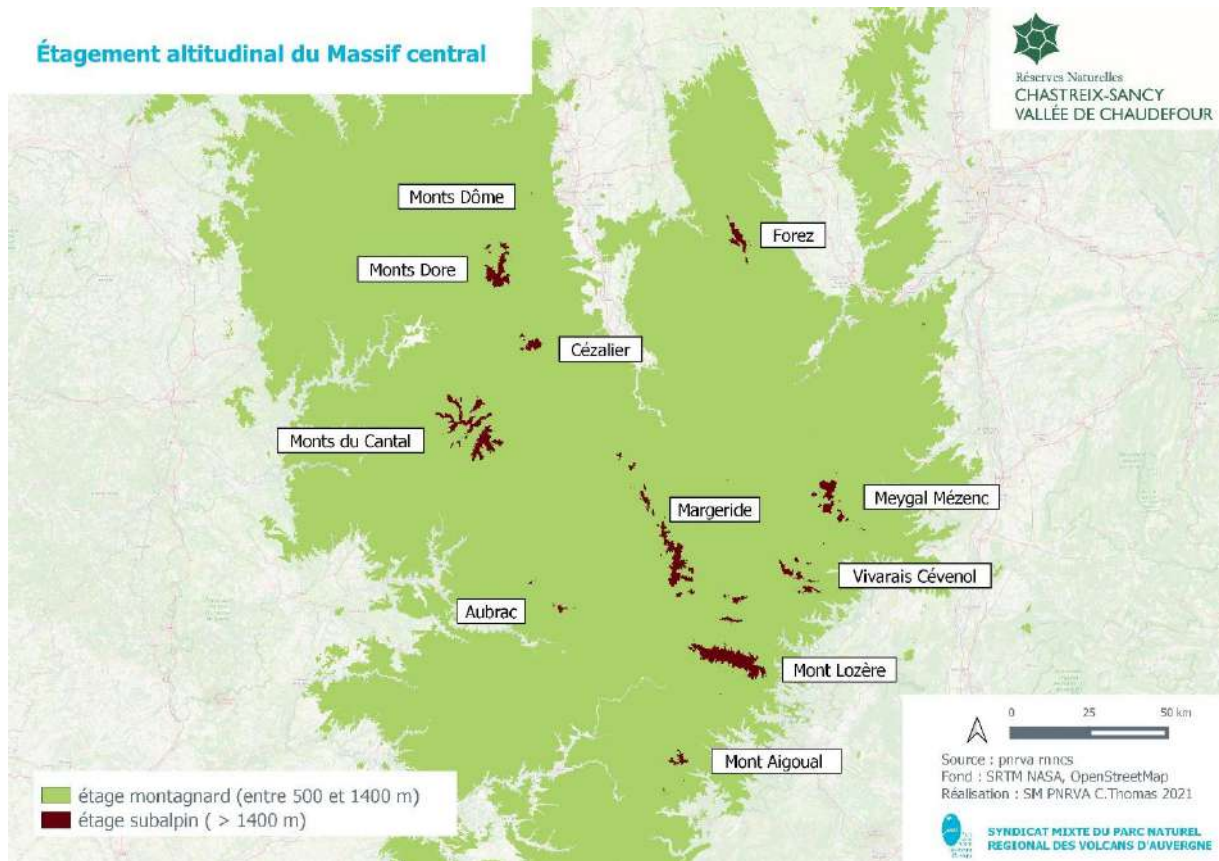 Étagement altitudinal du Massif central
Réserves Naturelles
CHASTREIX-SANCY
VALLÉE DE CHAUDEFOUR
Monts Dôme
Forez
Monts Dore
Cézalier
Monts du Cantal
Meygal Mézenc
Margeride
Vivarais Cévenol
Aubrac
Mont Lozère
Mont Aigoual
0 25 50 km
étage montagnard (entre 500 et 1400 m)
étage subalpin ( > 1400 m)
Source : pnrva rnncs
Fond : SRTM NASA, OpenStreetMap
Réalisation : SM PNRVA C.Thomas 2021
SYNDICAT MIXTE DU PARC NATUREL
REGIONAL DES VOLCANS D'AUVERGNE